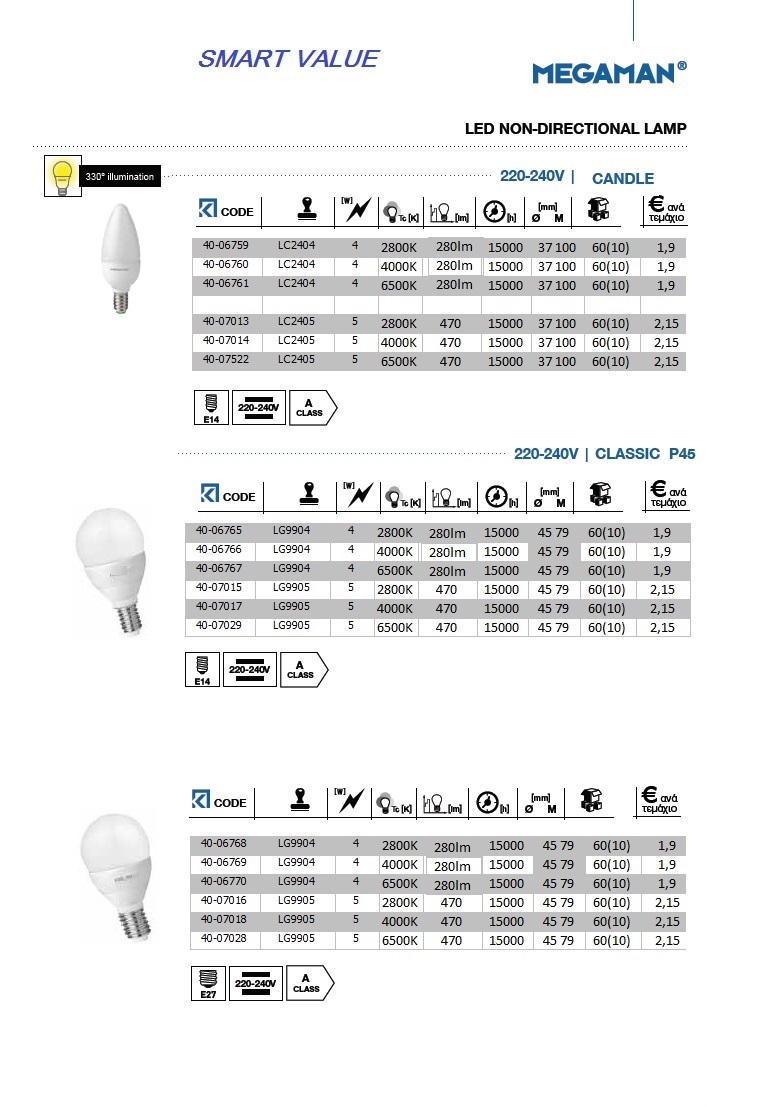 SMART VALUE
MEGAMAN®
LED NON-DIRECTIONAL LAMP
330° illumination
220-240V | CANDLE
CODE [W] Tc [K] [lm] [h] [mm] Ø M € ανά τεμάχιο
40-06759 LC2404 4 2800K 280lm 15000 37 100 60(10) 1,9
40-06760 LC2404 4 4000K 280lm 15000 37 100 60(10) 1,9
40-06761 LC2404 4 6500K 280lm 15000 37 100 60(10) 1,9
40-07013 LC2405 5 2800K 470 15000 37 100 60(10) 2,15
40-07014 LC2405 5 4000K 470 15000 37 100 60(10) 2,15
40-07522 LC2405 5 6500K 470 15000 37 100 60(10) 2,15
E14 220-240V A CLASS
220-240V | CLASSIC P45
CODE [W] Tc [K] [lm] [h] [mm] Ø M € ανά τεμάχιο
40-06765 LG9904 4 2800K 280lm 15000 45 79 60(10) 1,9
40-06766 LG9904 4 4000K 280lm 15000 45 79 60(10) 1,9
40-06767 LG9904 4 6500K 280lm 15000 45 79 60(10) 1,9
40-07015 LG9905 5 2800K 470 15000 45 79 60(10) 2,15
40-07017 LG9905 5 4000K 470 15000 45 79 60(10) 2,15
40-07029 LG9905 5 6500K 470 15000 45 79 60(10) 2,15
E14 220-240V A CLASS
CODE [W] Tc [K] [lm] [h] [mm] Ø M € ανά τεμάχιο
40-06768 LG9904 4 2800K 280lm 15000 45 79 60(10) 1,9
40-06769 LG9904 4 4000K 280lm 15000 45 79 60(10) 1,9
40-06770 LG9904 4 6500K 280lm 15000 45 79 60(10) 1,9
40-07016 LG9905 5 2800K 470 15000 45 79 60(10) 2,15
40-07018 LG9905 5 4000K 470 15000 45 79 60(10) 2,15
40-07028 LG9905 5 6500K 470 15000 45 79 60(10) 2,15
E27 220-240V A CLASS